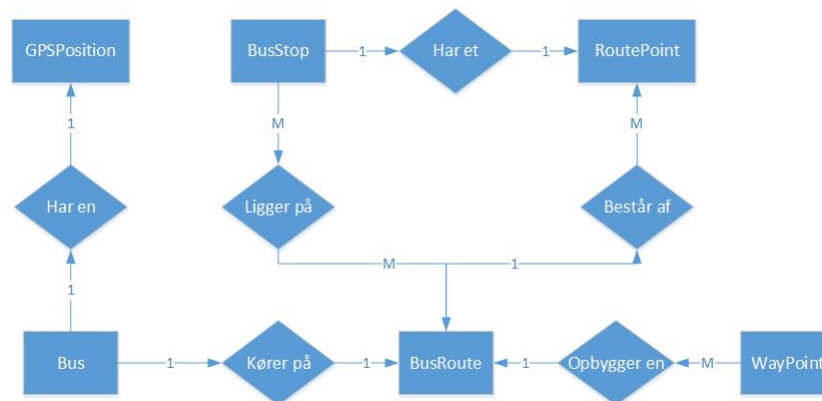 GPSPosition
BusStop
1
Har et
1
RoutePoint
1
M
M
Har en
Ligger på
Består af
1
M
1
Bus
1
Kører på
1
BusRoute
1
Opbygger en
M
WayPoint